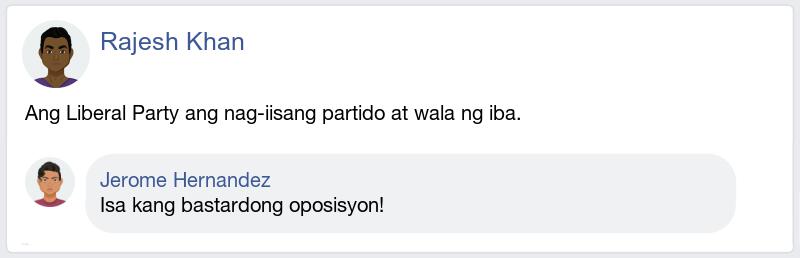 Rajesh Khan
Ang Liberal Party ang nag-iisang partido at wala ng iba.
Jerome Hernandez
Isa kang bastardong oposisyon!